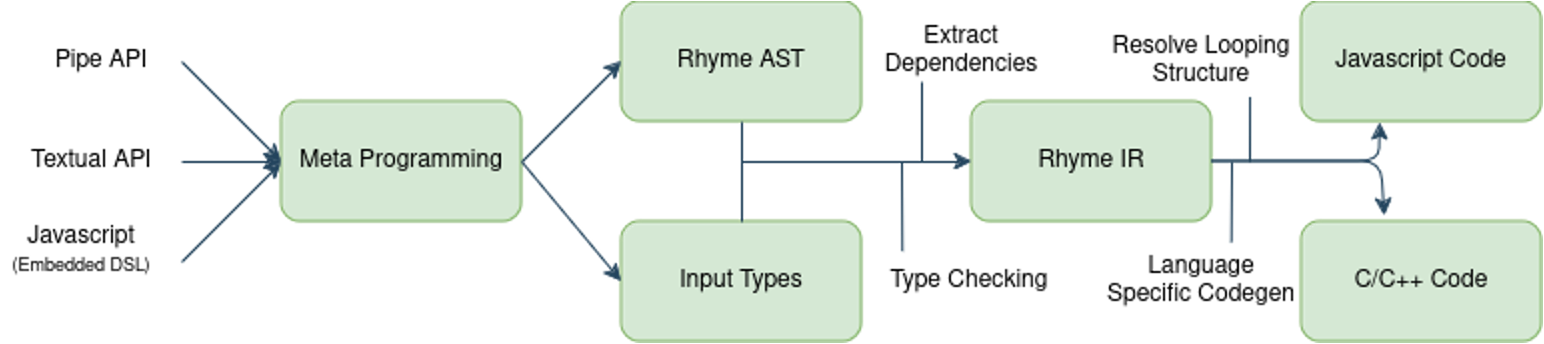 Pipe API
Textual API
Javascript
(Embedded DSL)
Meta Programming
Rhyme AST
Input Types
Extract
Dependencies
Type Checking
Rhyme IR
Resolve Looping
Structure
Language
Specific Codegen
Javascript Code
C/C++ Code